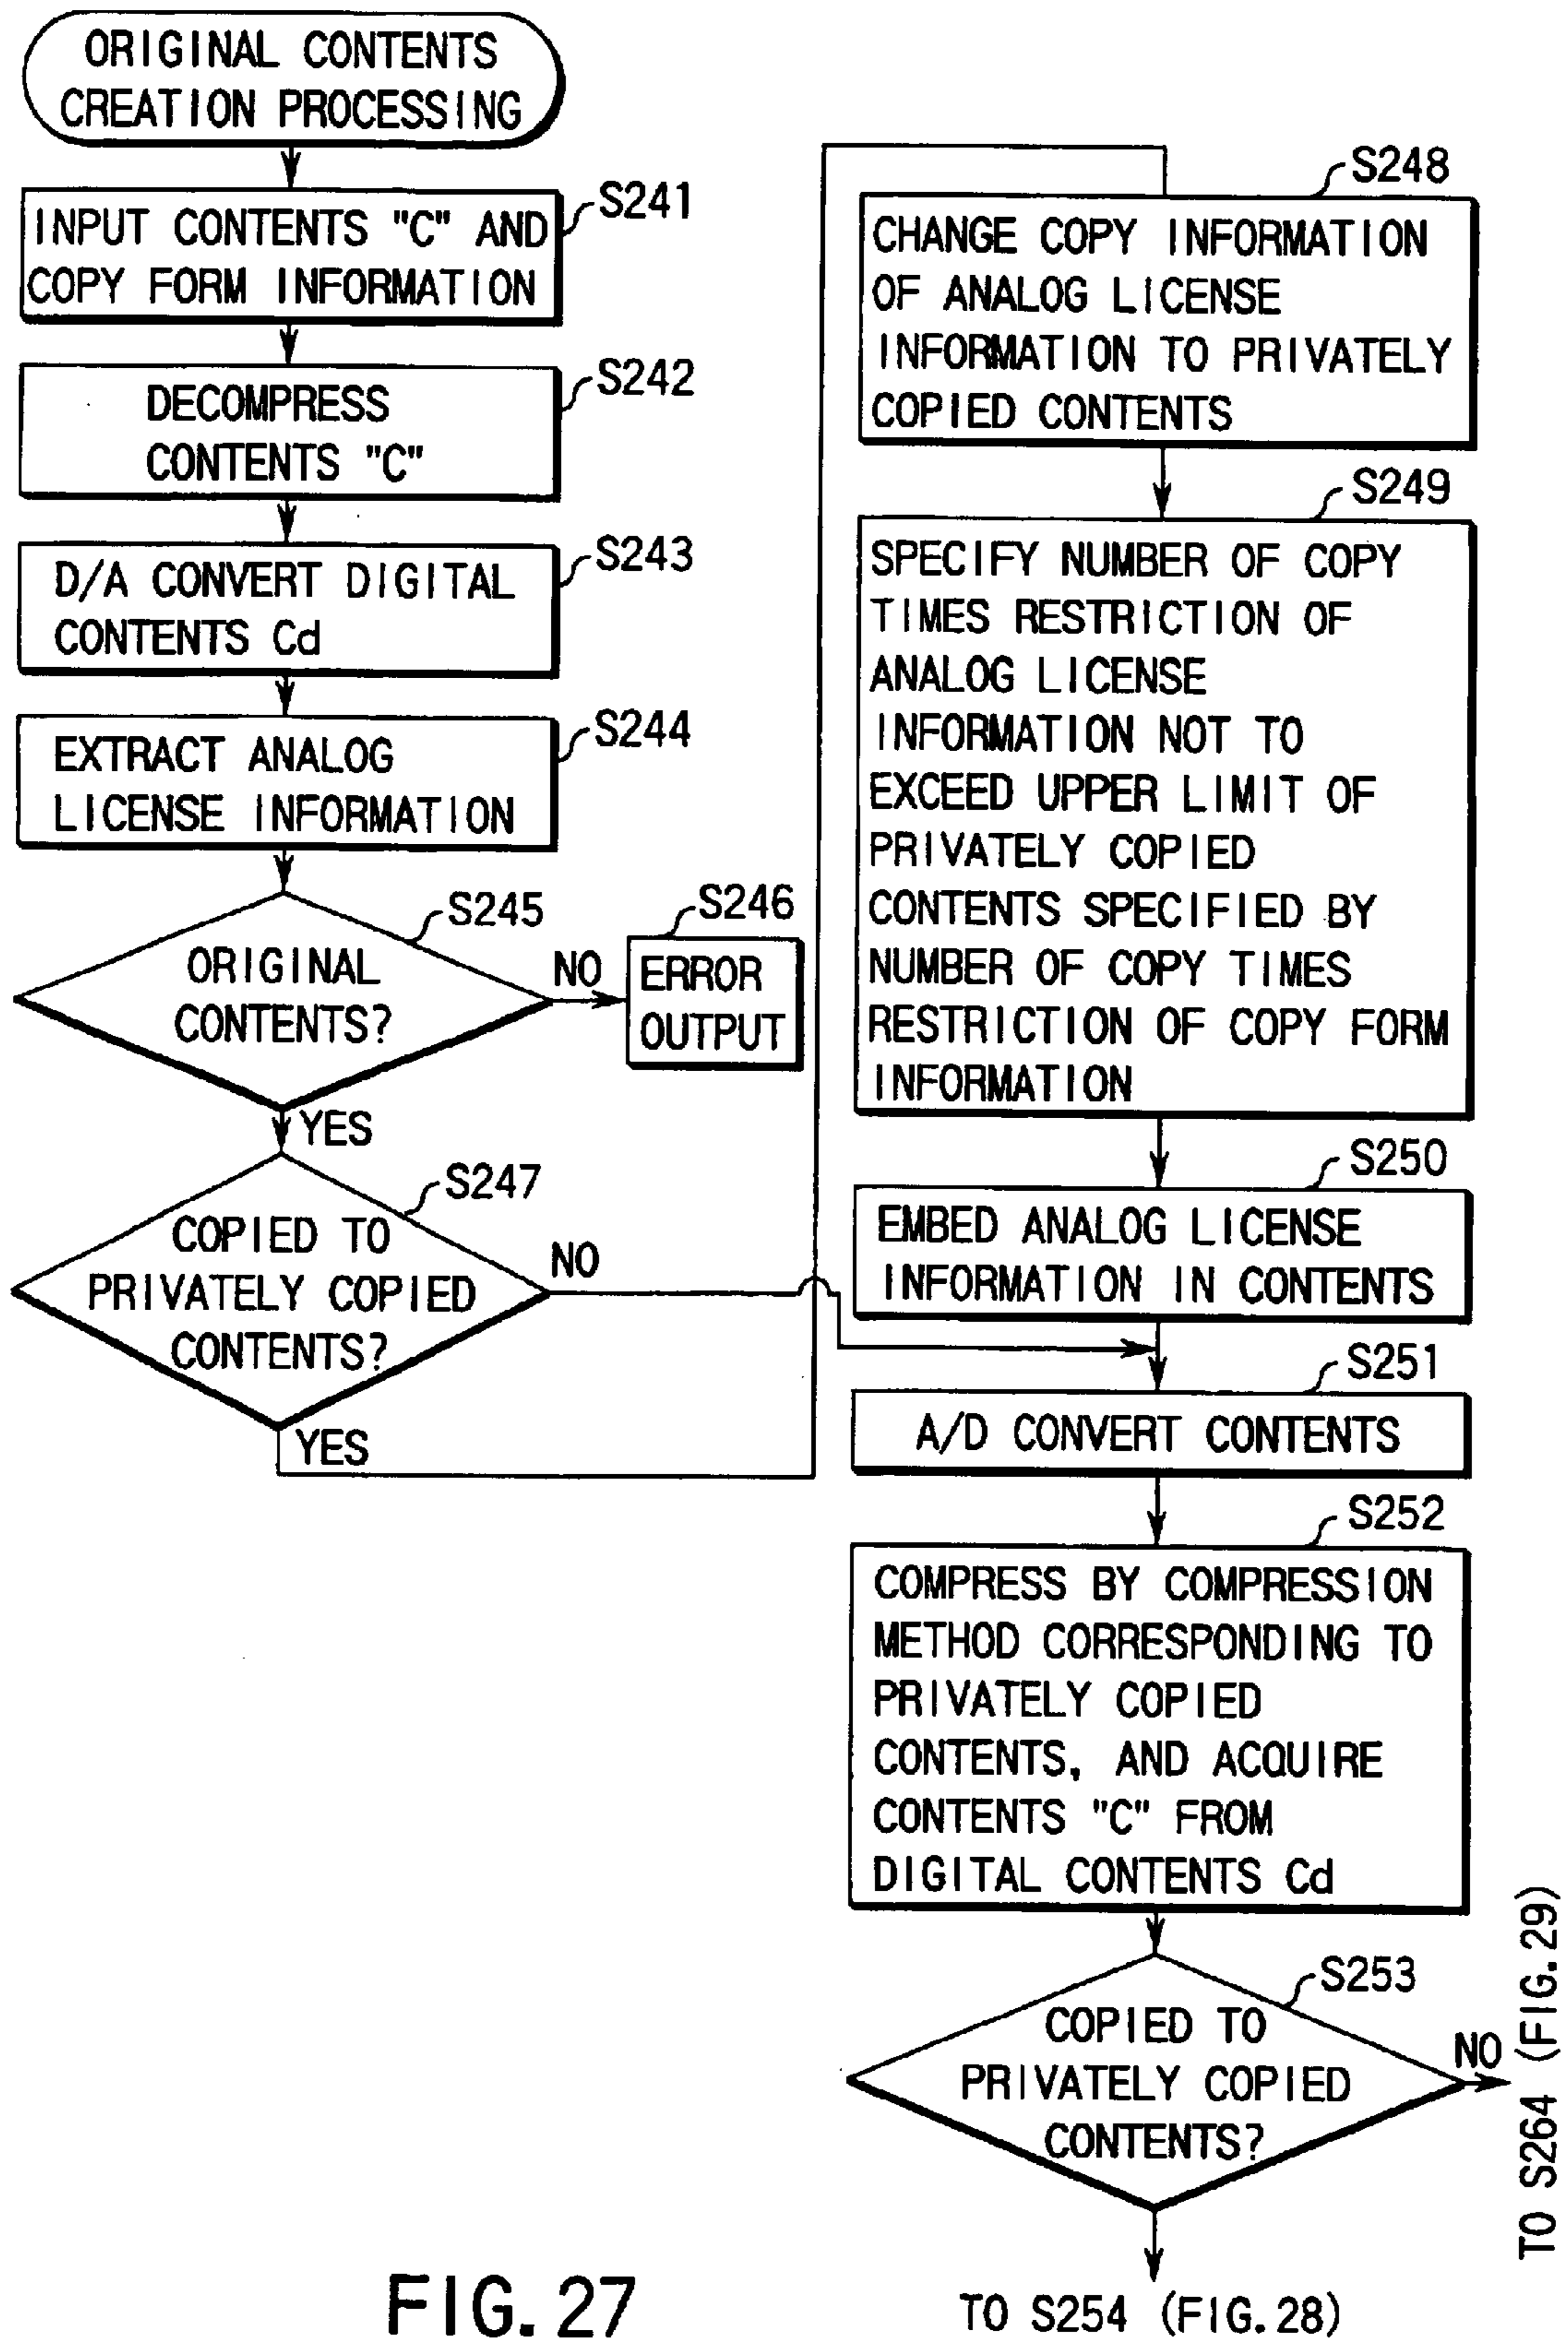 ORIGINAL CONTENTS
CREATION PROCESSING
S241
INPUT CONTENTS "C" AND
COPY FORM INFORMATION
S242
DECOMPRESS
CONTENTS "C"
S243
D/A CONVERT DIGITAL
CONTENTS Cd
S244
EXTRACT ANALOG
LICENSE INFORMATION
S245
ORIGINAL
CONTENTS?
NO
S246
ERROR
OUTPUT
YES
S247
COPIED TO
PRIVATELY COPIED
CONTENTS?
NO
YES
S248
CHANGE COPY INFORMATION
OF ANALOG LICENSE
INFORMATION TO PRIVATELY
COPIED CONTENTS
S249
SPECIFY NUMBER OF COPY
TIMES RESTRICTION OF
ANALOG LICENSE
INFORMATION NOT TO
EXCEED UPPER LIMIT OF
PRIVATELY COPIED
CONTENTS SPECIFIED BY
NUMBER OF COPY TIMES
RESTRICTION OF COPY FORM
INFORMATION
S250
EMBED ANALOG LICENSE
INFORMATION IN CONTENTS
S251
A/D CONVERT CONTENTS
S252
COMPRESS BY COMPRESSION
METHOD CORRESPONDING TO
PRIVATELY COPIED
CONTENTS, AND ACQUIRE
CONTENTS "C" FROM
DIGITAL CONTENTS Cd
S253
COPIED TO
PRIVATELY COPIED
CONTENTS?
NO
TO S264 (FIG. 29)
TO S254 (FIG. 28)
FIG. 27